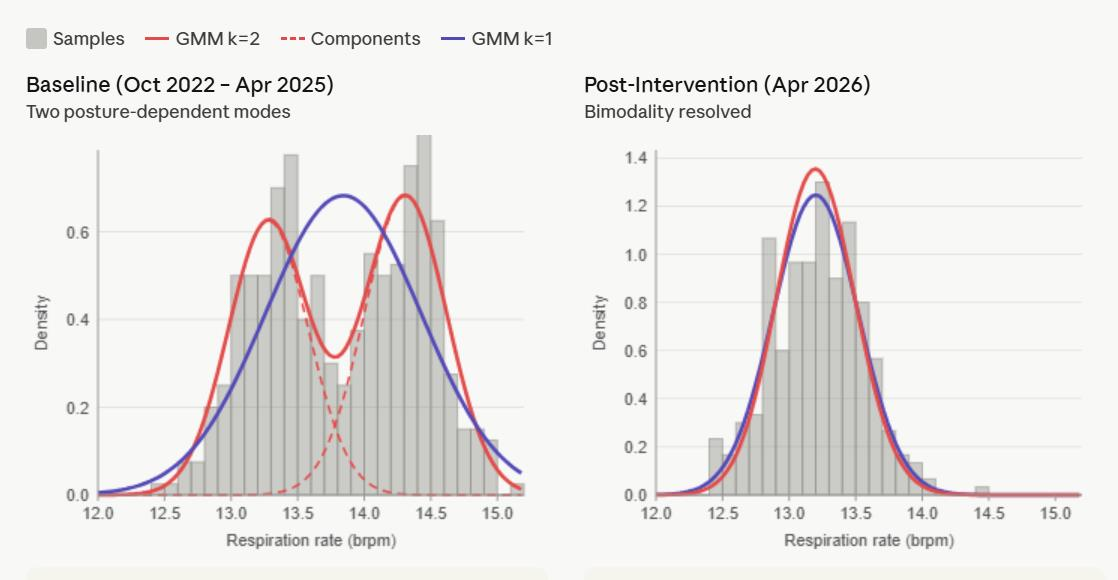 Samples GMM k=2 Components GMM k=1
Baseline (Oct 2022 – Apr 2025)
Two posture-dependent modes
Density
0.6
0.4
0.2
0.0
12.0 12.5 13.0 13.5 14.0 14.5 15.0
Respiration rate (brpm)
Post-Intervention (Apr 2026)
Bimodality resolved
Density
1.4
1.2
1.0
0.8
0.6
0.4
0.2
0.0
12.0 12.5 13.0 13.5 14.0 14.5 15.0
Respiration rate (brpm)